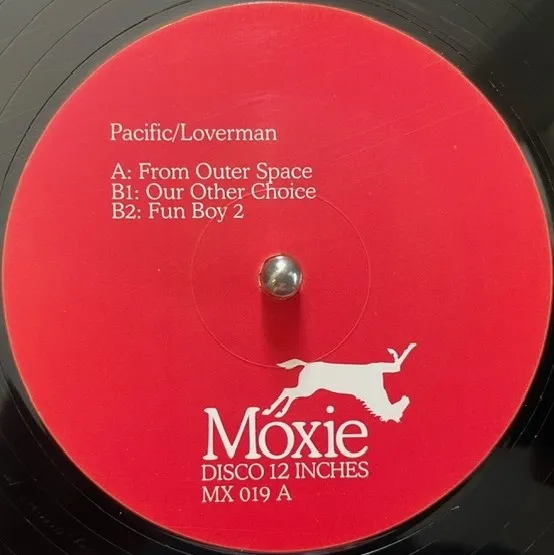 Pacific/Loverman
A: From Outer Space
B1: Our Other Choice
B2: Fun Boy 2
Moxie
DISCO 12 INCHES
MX 019 A